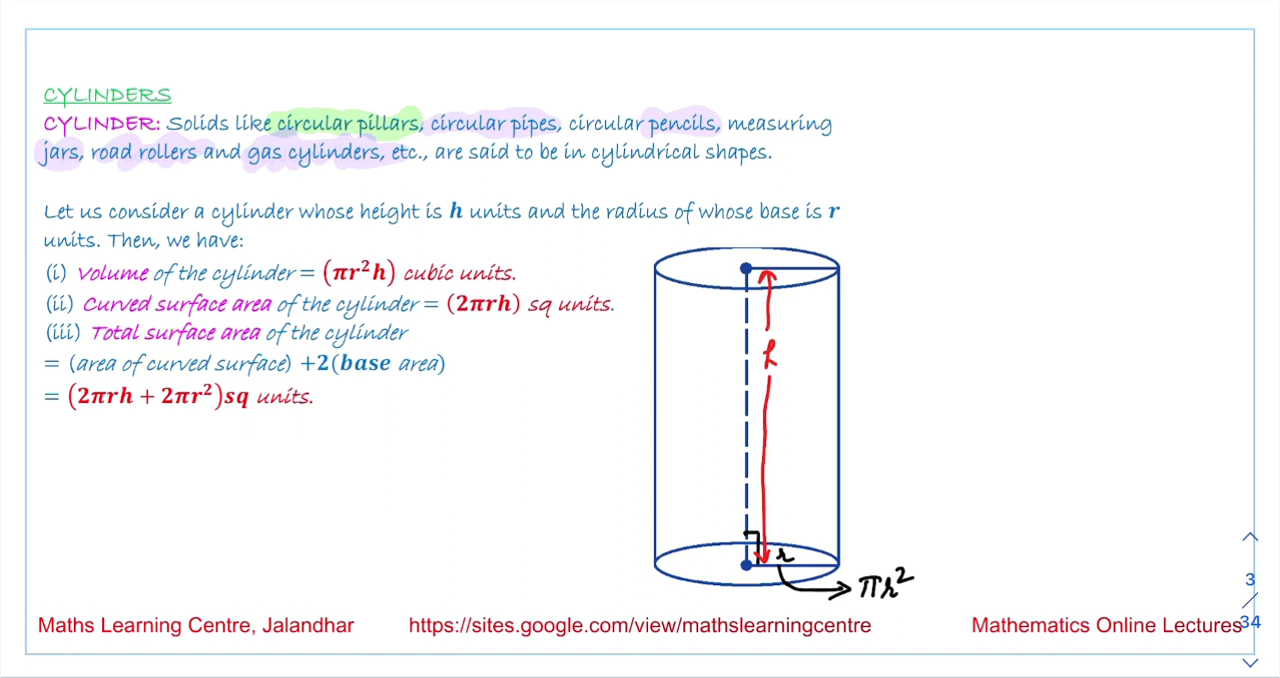 CYLINDERS
CYLINDER: Solids like circular pillars, circular pipes, circular pencils, measuring
jars, road rollers and gas cylinders, etc., are said to be in cylindrical shapes.
Let us consider a cylinder whose height is h units and the radius of whose base is r
units. Then, we have:
(i) Volume of the cylinder = (πr²h) cubic units.
(ii) Curved surface area of the cylinder = (2πrh) sq units.
(iii) Total surface area of the cylinder
= (area of curved surface) +2(base area)
= (2πrh + 2πr²)sq units.
h
r
πr²
Maths Learning Centre, Jalandhar https://sites.google.com/view/mathslearningcentre Mathematics Online Lectures
3
/
34